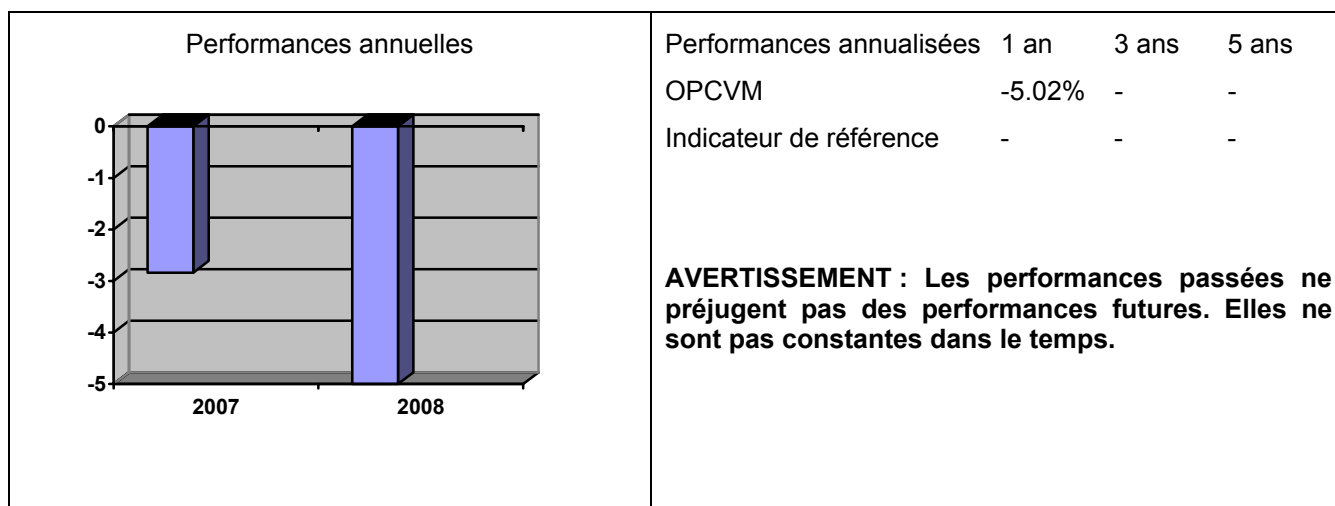 Performances annuelles
0
-1
-2
-3
-4
-5
2007 2008
Performances annualisées 1 an 3 ans 5 ans
OPCVM -5.02% - -
Indicateur de référence - - -
AVERTISSEMENT : Les performances passées ne
préjugent pas des performances futures. Elles ne
sont pas constantes dans le temps.